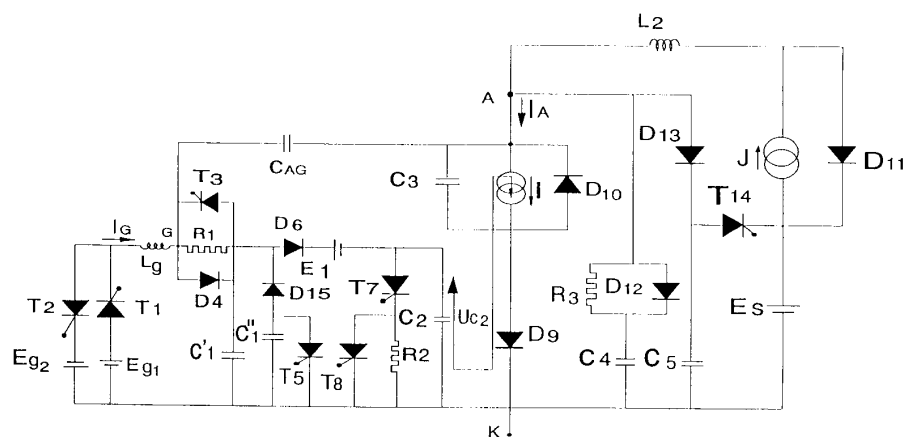 L2
A
IA
D13
J
D11
CAG
C3
I
D10
T14
T3
IG
G
R1
D6
Lg
E1
D4
D15
T7
C2
UC2
R3
D12
ES
T2
T1
C'1
C''1
T5
T8
R2
D9
C4
C5
Eg2
Eg1
K